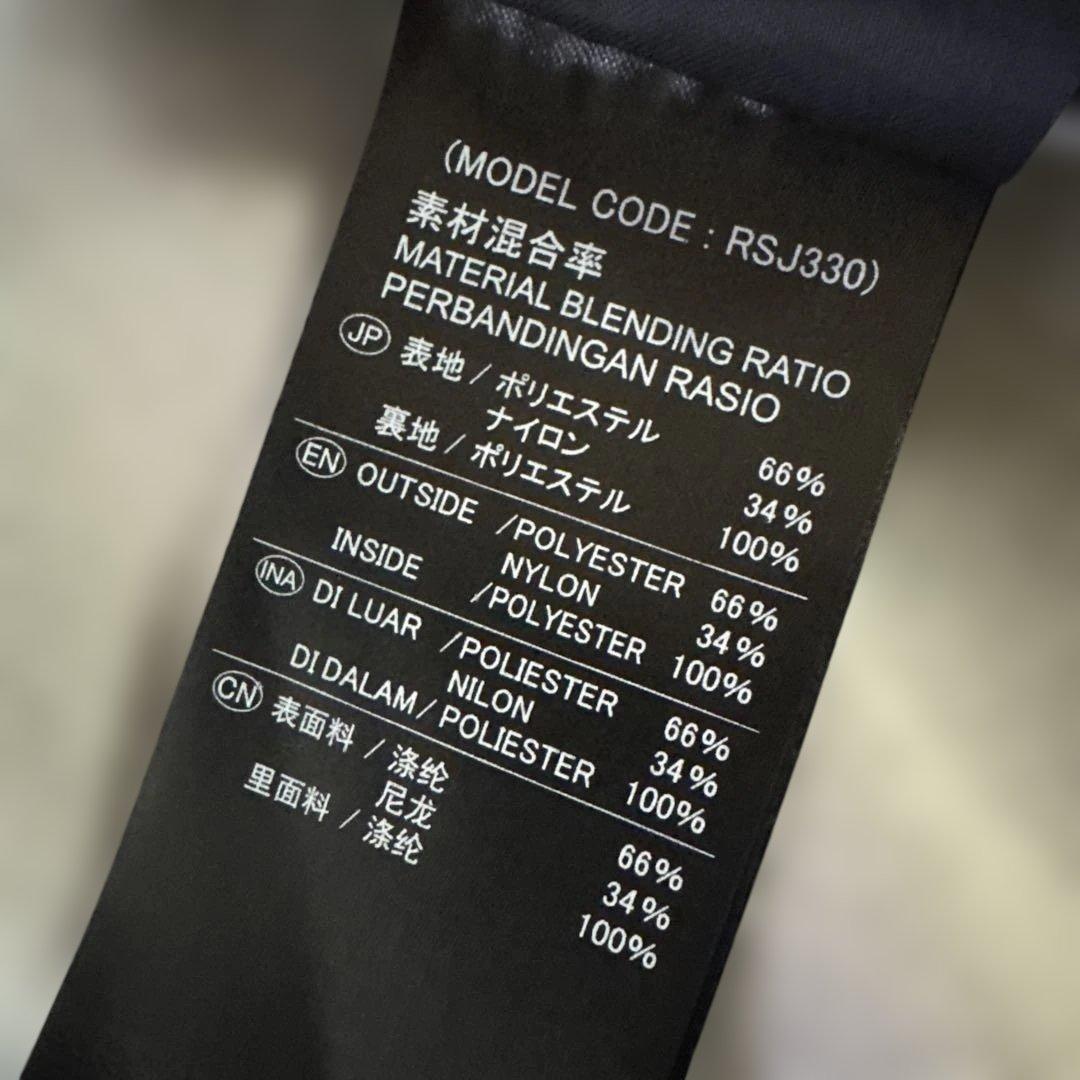 (MODEL CODE : RSJ330)
素材混合率
MATERIAL BLENDING RATIO
PERBANDINGAN RASIO
JP 表地 / ポリエステル 66%
ナイロン 34%
裏地 / ポリエステル 100%
EN OUTSIDE /POLYESTER 66%
NYLON 34%
INSIDE /POLYESTER 100%
INA DI LUAR /POLIESTER 66%
NILON 34%
DI DALAM/POLIESTER 100%
CN 表面料 / 涤纶 66%
尼龙 34%
里面料 / 涤纶 100%